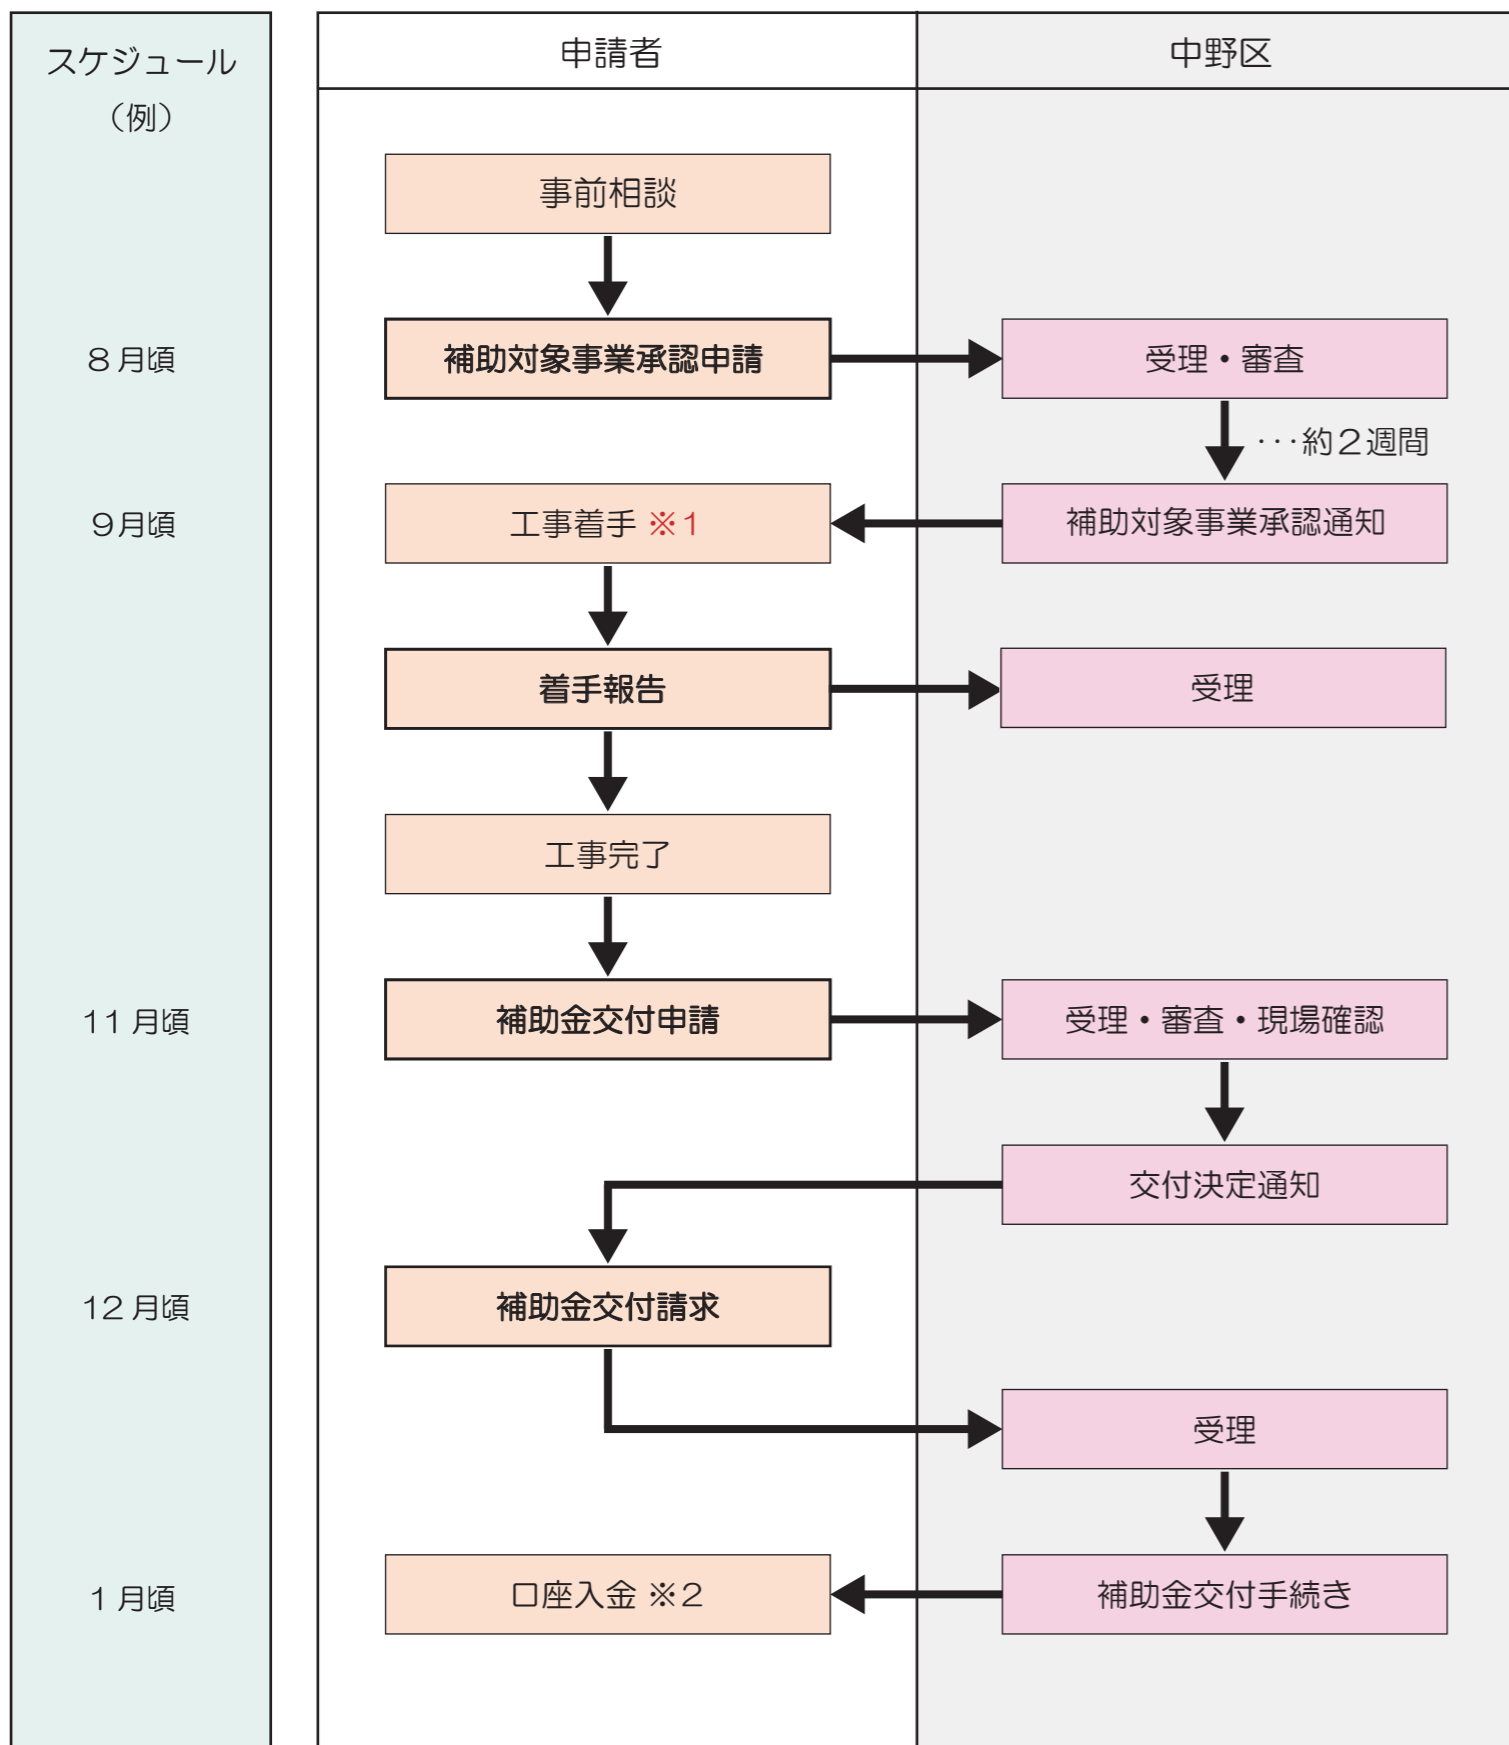 スケジュール
（例）
申請者
中野区
事前相談
８月頃
補助対象事業承認申請
受理・審査
･･･約２週間
９月頃
工事着手 ※１
補助対象事業承認通知
着手報告
受理
工事完了
11 月頃
補助金交付申請
受理・審査・現場確認
交付決定通知
12 月頃
補助金交付請求
受理
１月頃
口座入金 ※２
補助金交付手続き